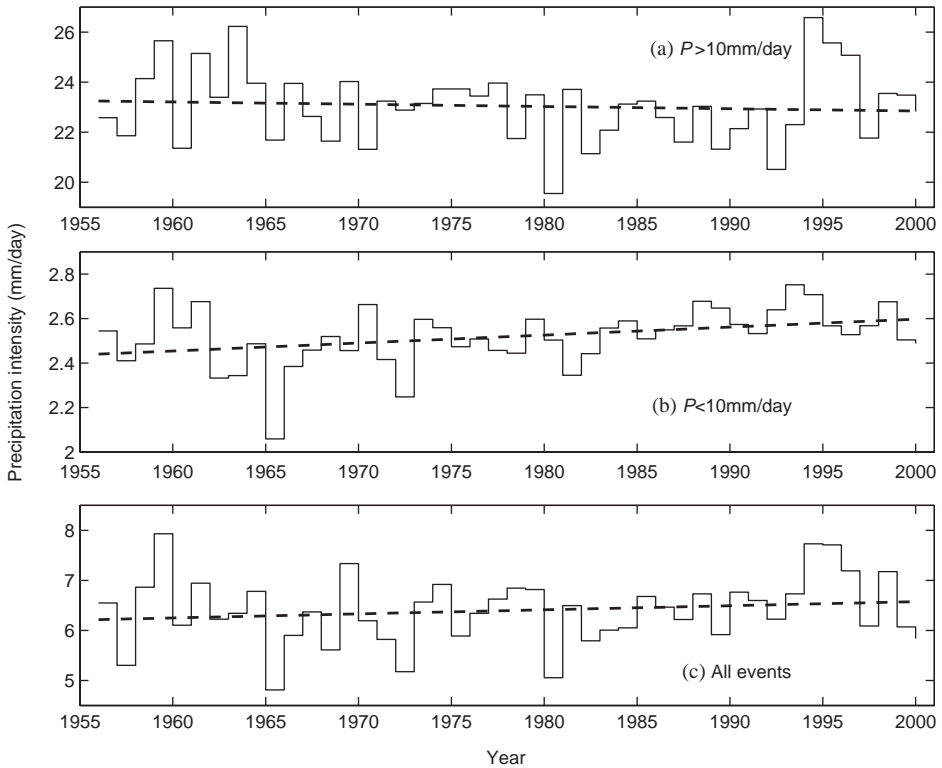 Precipitation intensity (mm/day)
26
24
22
20
(a) P>10mm/day
1955 1960 1965 1970 1975 1980 1985 1990 1995 2000
2.8
2.6
2.4
2.2
2
(b) P<10mm/day
1955 1960 1965 1970 1975 1980 1985 1990 1995 2000
8
7
6
5
(c) All events
1955 1960 1965 1970 1975 1980 1985 1990 1995 2000
Year